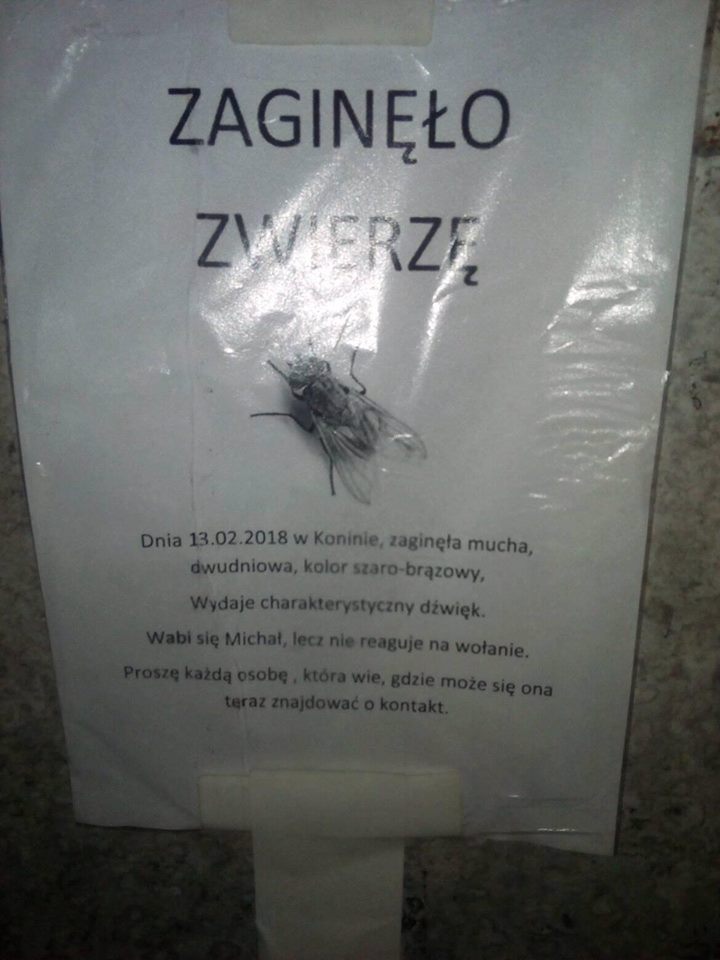 ZAGINĘŁO
ZWIERZĘ
Dnia 13.02.2018 w Koninie, zaginęła mucha,
dwudniowa, kolor szaro-brązowy,
Wydaje charakterystyczny dźwięk.
Wabi się Michał, lecz nie reaguje na wołanie.
Proszę każdą osobę , która wie, gdzie może się ona
teraz znajdować o kontakt.